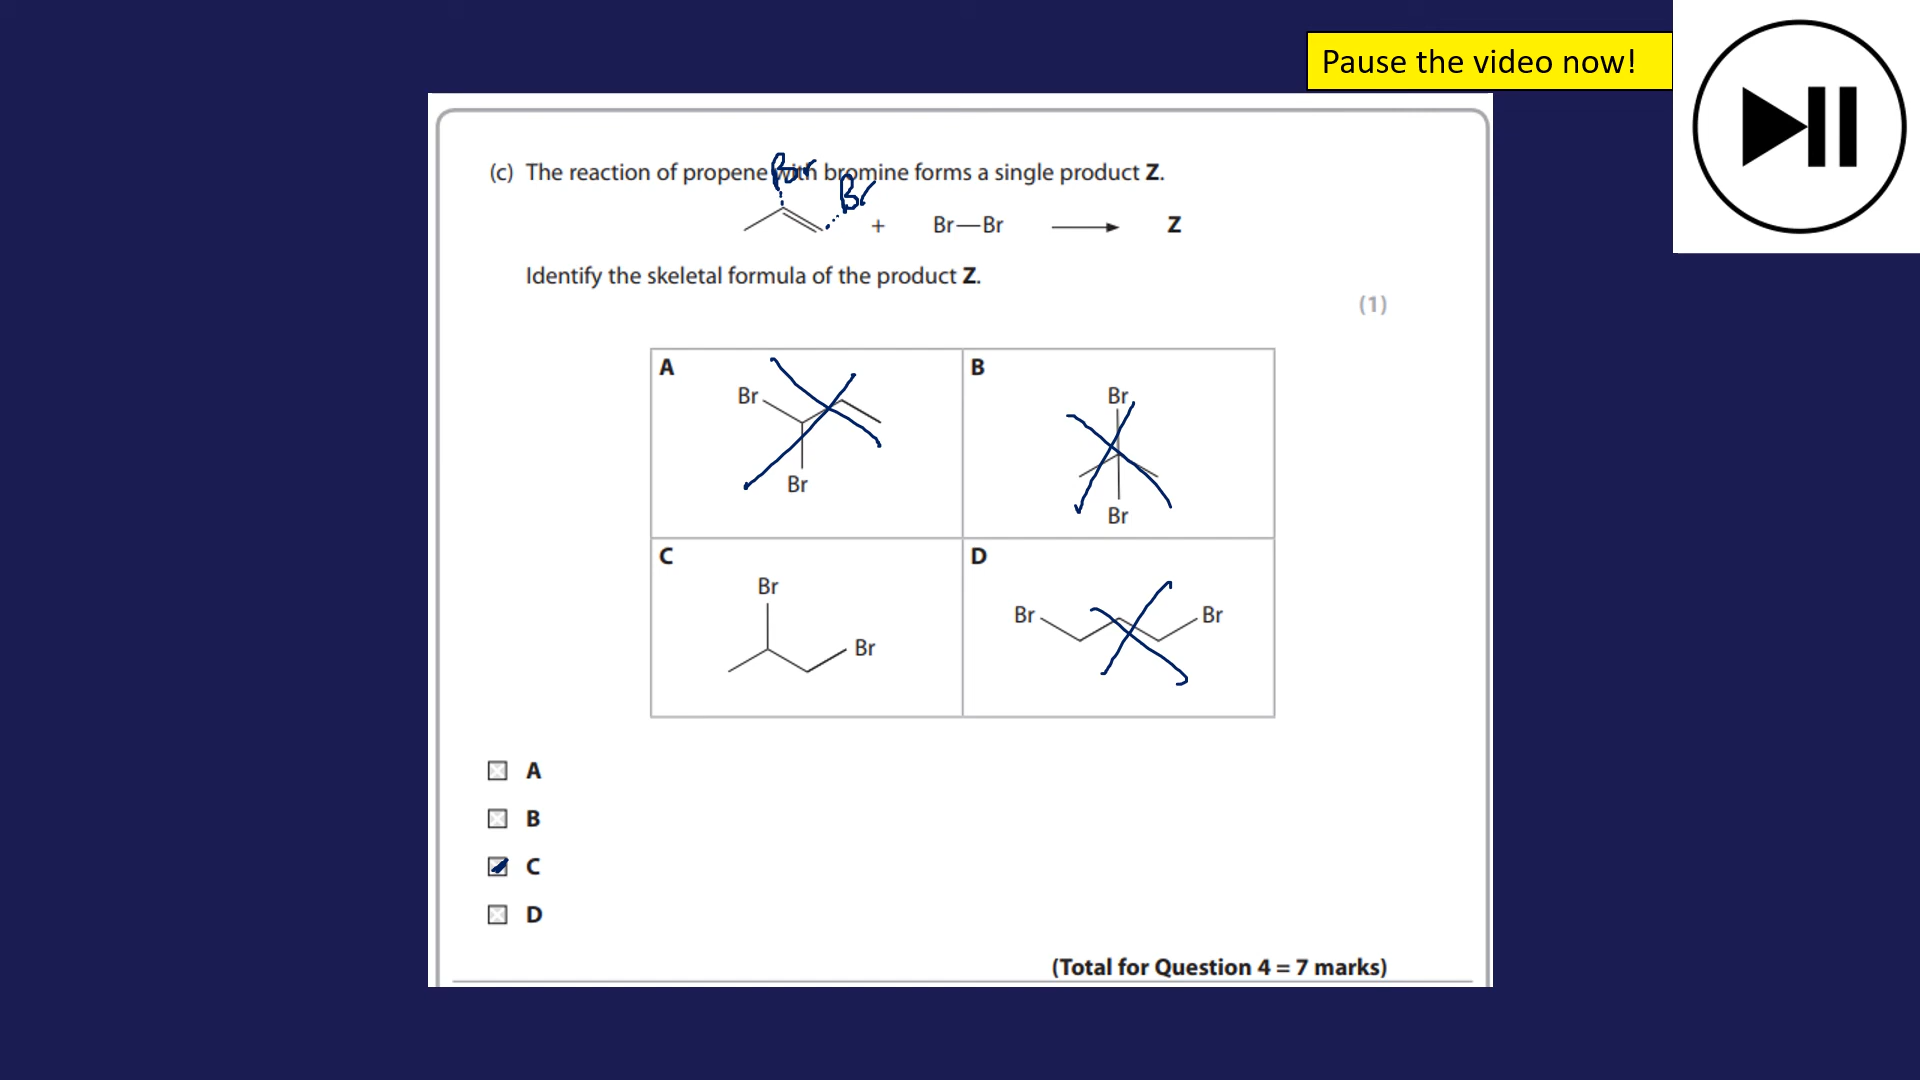 Pause the video now!
(c) The reaction of propene with bromine forms a single product Z.
Br
Br
+ Br—Br Z
Identify the skeletal formula of the product Z.
(1)
A
Br
Br
B
Br
Br
C
Br
Br
D
Br
Br
A
B
C
D
(Total for Question 4 = 7 marks)